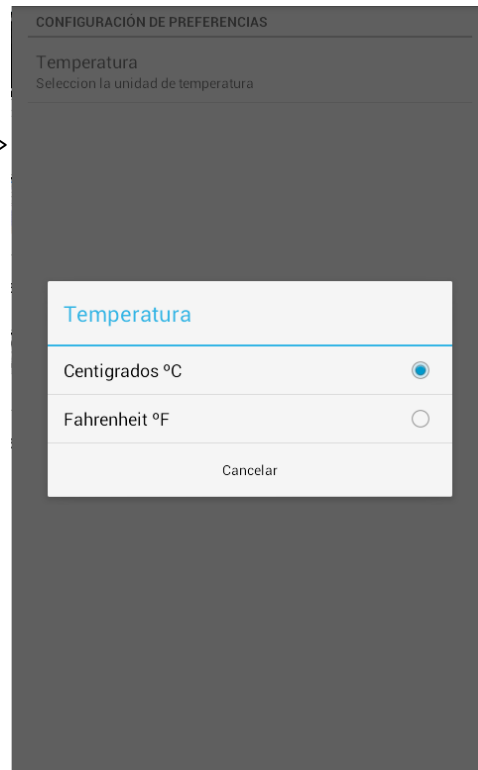 CONFIGURACIÓN DE PREFERENCIAS
Temperatura
Seleccion la unidad de temperatura
Temperatura
Centigrados ºC
Fahrenheit ºF
Cancelar